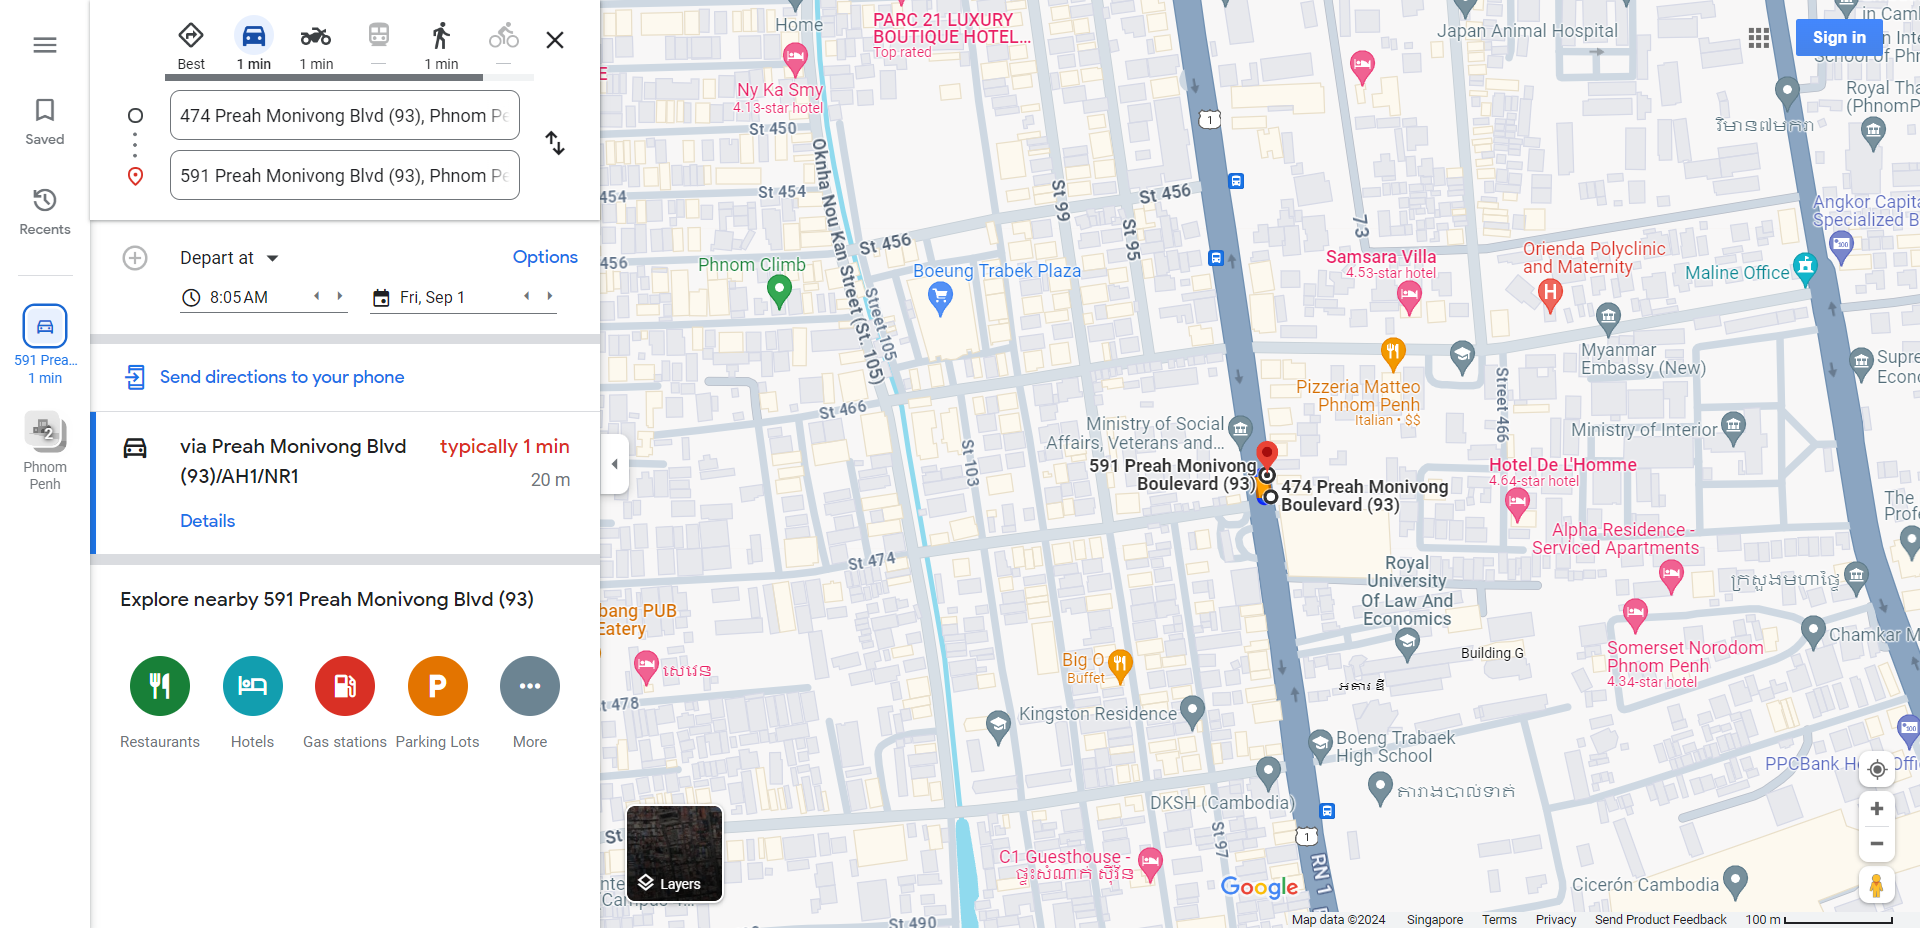 Saved
Recents
591 Prea...
1 min
2
Phnom
Penh
Best
1 min
1 min
—
1 min
—
474 Preah Monivong Blvd (93), Phnom Pe
591 Preah Monivong Blvd (93), Phnom Pe
Depart at
Options
8:05 AM
Fri, Sep 1
Send directions to your phone
via Preah Monivong Blvd
(93)/AH1/NR1
typically 1 min
20 m
Details
Explore nearby 591 Preah Monivong Blvd (93)
Restaurants
Hotels
Gas stations
P
Parking Lots
More
Layers
Home
PARC 21 LUXURY
BOUTIQUE HOTEL...
Top rated
Ny Ka Smy
4.13-star hotel
St 450
St 454
454
456
St 456
St 456
Oknha Nou Kan Street (St. 105)
Street 105
St 99
St 95
Phnom Climb
Boeung Trabek Plaza
St 466
St 103
St 474
bang PUB
Eatery
សេវេន
t 478
St
St 490
St 97
Big O
Buffet
Kingston Residence
DKSH (Cambodia)
C1 Guesthouse -
ផ្ទះសំណាក់ ស៊ីវ៉ន
Google
1
1
RN 1
Japan Animal Hospital
Sign in
in Camb
School of Phn
Royal Tha
(PhnomP
វិមាន៧មករា
Angkor Capita
Specialized B
73
Samsara Villa
4.53-star hotel
Orienda Polyclinic
and Maternity
H
Maline Office
Myanmar
Embassy (New)
Supre
Econo
Pizzeria Matteo
Phnom Penh
Italian • $$
Street 466
Ministry of Social
Affairs, Veterans and...
Ministry of Interior
591 Preah Monivong
Boulevard (93)
474 Preah Monivong
Boulevard (93)
Hotel De L'Homme
4.64-star hotel
The
Profe
Alpha Residence -
Serviced Apartments
Royal
University
Of Law And
Economics
ក្រសួងមហាផ្ទៃ
Building G
អគារ ឌី
Somerset Norodom
Phnom Penh
4.34-star hotel
Chamkar M
Boeng Trabaek
High School
តារាងបាល់ទាត់
PPCBank He
Offi
Cicerón Cambodia
Map data ©2024
Singapore
Terms
Privacy
Send Product Feedback
100 m